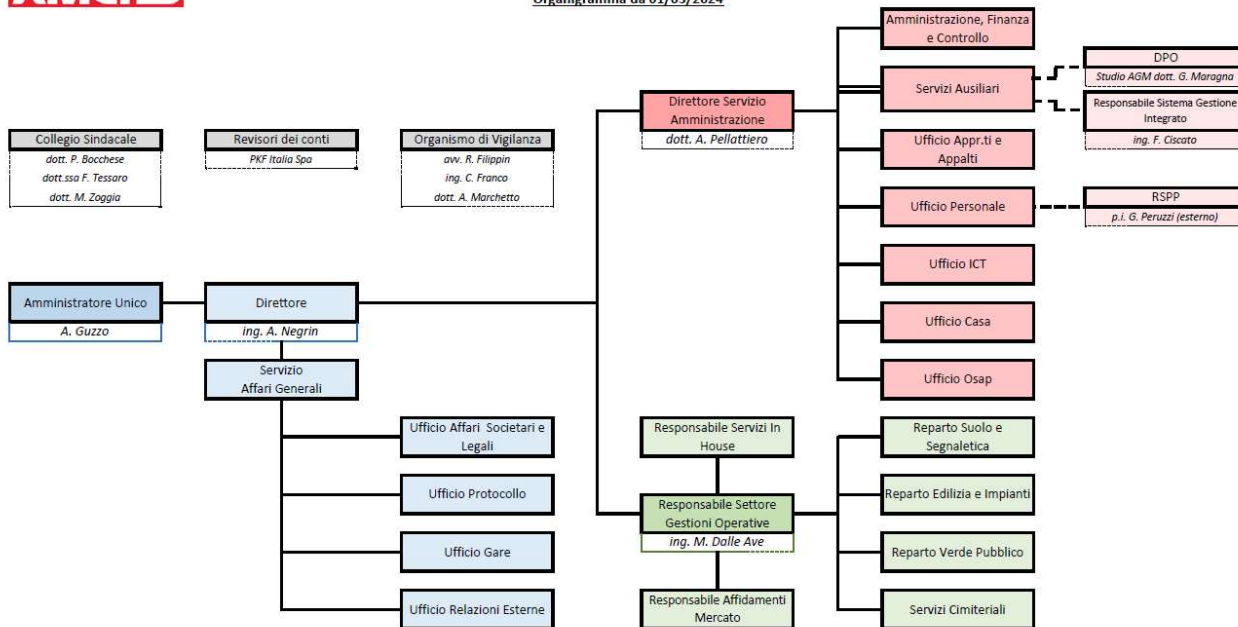 Organigramma da 01/03/2024
Amministrazione, Finanza
e Controllo
DPO
Studio AGM dott. G. Maragna
Servizi Ausiliari
Responsabile Sistema Gestione
Integrato
ing. F. Ciscato
Direttore Servizio
Amministrazione
dott. A. Pellattiero
Collegio Sindacale
dott. P. Bocchese
dott.ssa F. Tessaro
dott. M. Zoggia
Revisori dei conti
PKF Italia Spa
Organismo di Vigilanza
avv. R. Filippin
ing. C. Franco
dott. A. Marchetto
Ufficio Appr.ti e
Appalti
Ufficio Personale
RSPP
p.i. G. Peruzzi (esterno)
Ufficio ICT
Amministratore Unico
A. Guzzo
Direttore
ing. A. Negrin
Ufficio Casa
Servizio
Affari Generali
Ufficio Osap
Ufficio Affari Societari e
Legali
Responsabile Servizi In
House
Reparto Suolo e
Segnaletica
Ufficio Protocollo
Responsabile Settore
Gestioni Operative
ing. M. Dalle Ave
Reparto Edilizia e Impianti
Ufficio Gare
Reparto Verde Pubblico
Ufficio Relazioni Esterne
Responsabile Affidamenti
Mercato
Servizi Cimiteriali